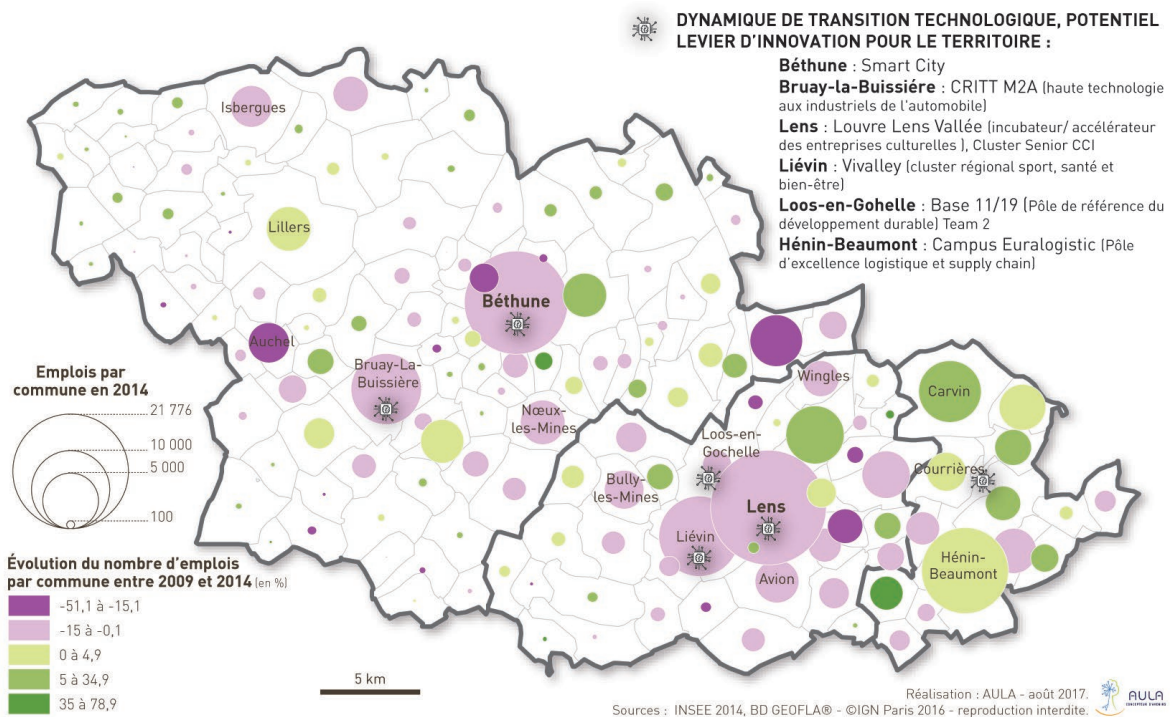 DYNAMIQUE DE TRANSITION TECHNOLOGIQUE, POTENTIEL
LEVIER D'INNOVATION POUR LE TERRITOIRE :
Béthune : Smart City
Bruay-la-Buissiére : CRITT M2A (haute technologie
aux industriels de l'automobile)
Lens : Louvre Lens Vallée (incubateur/ accélérateur
des entreprises culturelles ), Cluster Senior CCI
Liévin : Vivalley (cluster régional sport, santé et
bien-être)
Loos-en-Gohelle : Base 11/19 (Pôle de référence du
développement durable) Team 2
Hénin-Beaumont : Campus Euralogistic (Pôle
d'excellence logistique et supply chain)
Isbergues
Lillers
Béthune
Auchel
Bruay-La-
Buissière
Nœux-
les-Mines
Wingles
Carvin
Loos-en-
Gochelle
Bully-
les-Mines
Courrières
Lens
Liévin
Avion
Hénin-
Beaumont
Emplois par
commune en 2014
21 776
10 000
5 000
100
Évolution du nombre d'emplois
par commune entre 2009 et 2014 (en %)
-51,1 à -15,1
-15 à -0,1
0 à 4,9
5 à 34,9
35 à 78,9
5 km
Réalisation : AULA - août 2017.
Sources : INSEE 2014, BD GEOFLA® - ©IGN Paris 2016 - reproduction interdite.
AULA